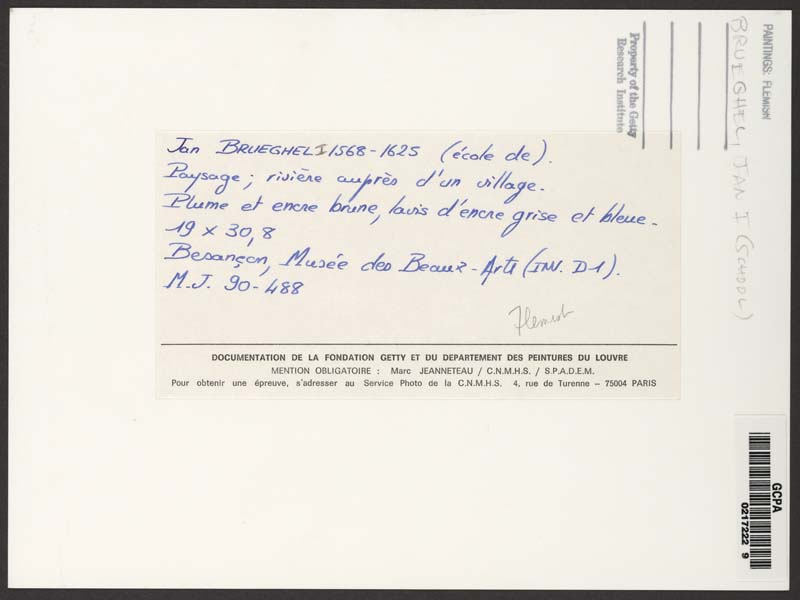 Jan BRUEGHEL I 1568-1625 (école de).
Paysage; rivière auprès d'un village.
Plume et encre brune, lavis d'encre grise et bleue.
19 x 30,8
Besançon, Musée des Beaux-Arts (INV. D1).
M.J. 90-488
Flemish
DOCUMENTATION DE LA FONDATION GETTY ET DU DEPARTEMENT DES PEINTURES DU LOUVRE
MENTION OBLIGATOIRE : Marc JEANNETEAU / C.N.M.H.S. / S.P.A.D.E.M.
Pour obtenir une épreuve, s'adresser au Service Photo de la C.N.M.H.S. 4, rue de Turenne – 75004 PARIS
PAINTINGS: FLEMISH
BRUEGHEL, JAN I (SCHOOL)
Property of the Getty
Research Institute
GCPA
0217222 9